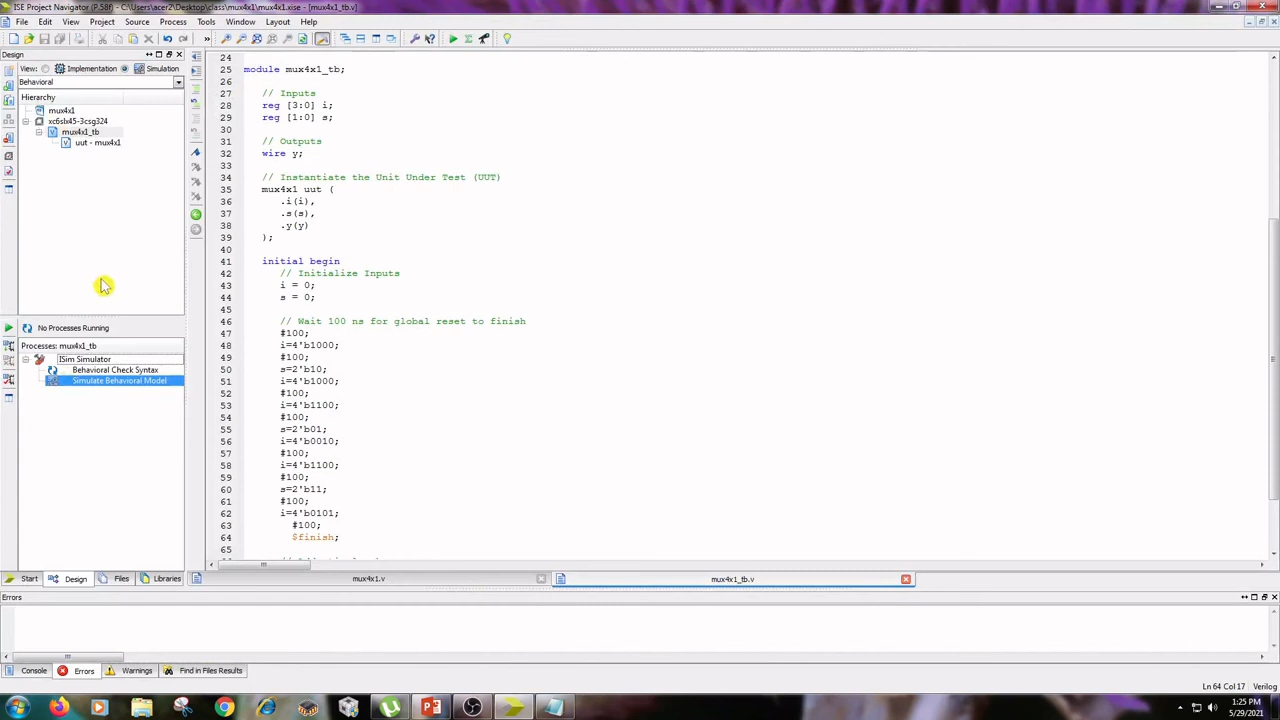 ISE Project Navigator (P.58f) - C:\Users\acer2\Desktop\class\mux4x1\mux4x1.xise - [mux4x1_tb.v]
File Edit View Project Source Process Tools Window Layout Help
Design
View: Implementation Simulation
Behavioral
Hierarchy
mux4x1
xc6slx45-3csg324
mux4x1_tb
uut - mux4x1
No Processes Running
Processes: mux4x1_tb
ISim Simulator
Behavioral Check Syntax
Simulate Behavioral Model
Start Design Files Libraries
24
25 module mux4x1_tb;
26
27 // Inputs
28 reg [3:0] i;
29 reg [1:0] s;
30
31 // Outputs
32 wire y;
33
34 // Instantiate the Unit Under Test (UUT)
35 mux4x1 uut (
36 .i(i),
37 .s(s),
38 .y(y)
39 );
40
41 initial begin
42 // Initialize Inputs
43 i = 0;
44 s = 0;
45
46 // Wait 100 ns for global reset to finish
47 #100;
48 i=4'b1000;
49 #100;
50 s=2'b10;
51 i=4'b1000;
52 #100;
53 i=4'b1100;
54 #100;
55 s=2'b01;
56 i=4'b0010;
57 #100;
58 i=4'b1100;
59 #100;
60 s=2'b11;
61 #100;
62 i=4'b0101;
63 #100;
64 $finish;
65
mux4x1.v mux4x1_tb.v
Errors
Console Errors Warnings Find in Files Results
Ln 64 Col 17 Verilog
1:25 PM
5/29/2021